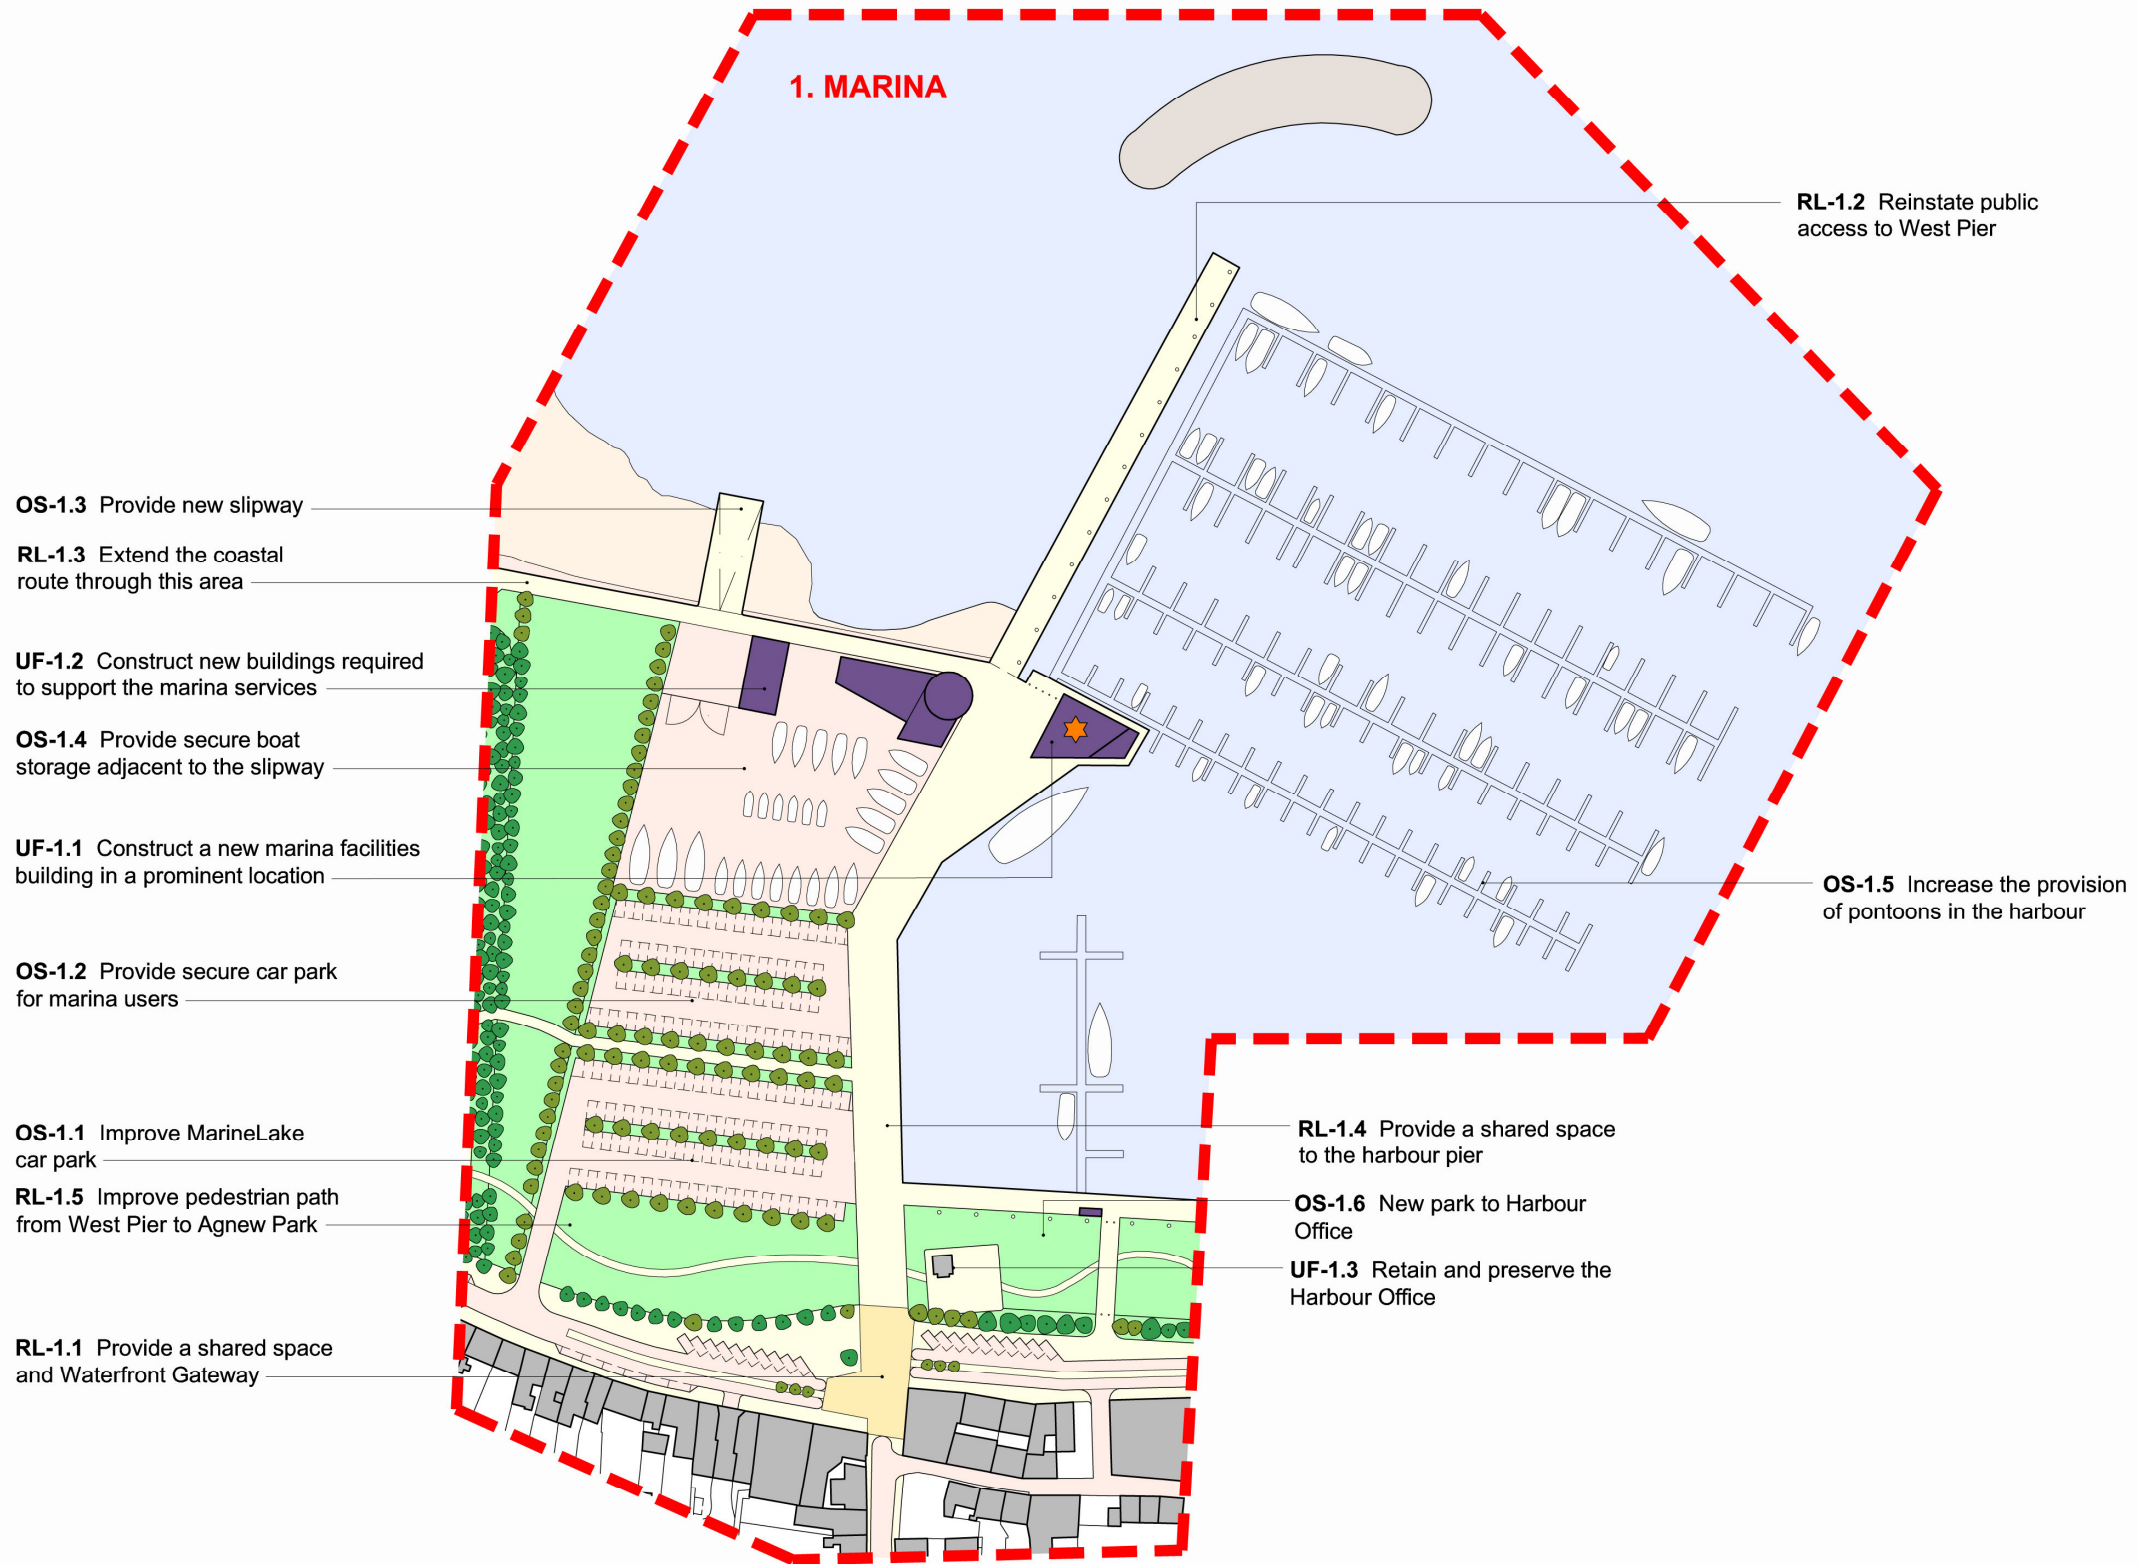 1. MARINA
RL-1.2 Reinstate public
access to West Pier
OS-1.3 Provide new slipway
RL-1.3 Extend the coastal
route through this area
UF-1.2 Construct new buildings required
to support the marina services
OS-1.4 Provide secure boat
storage adjacent to the slipway
UF-1.1 Construct a new marina facilities
building in a prominent location
OS-1.5 Increase the provision
of pontoons in the harbour
OS-1.2 Provide secure car park
for marina users
OS-1.1 Improve MarineLake
car park
RL-1.4 Provide a shared space
to the harbour pier
RL-1.5 Improve pedestrian path
from West Pier to Agnew Park
OS-1.6 New park to Harbour
Office
UF-1.3 Retain and preserve the
Harbour Office
RL-1.1 Provide a shared space
and Waterfront Gateway